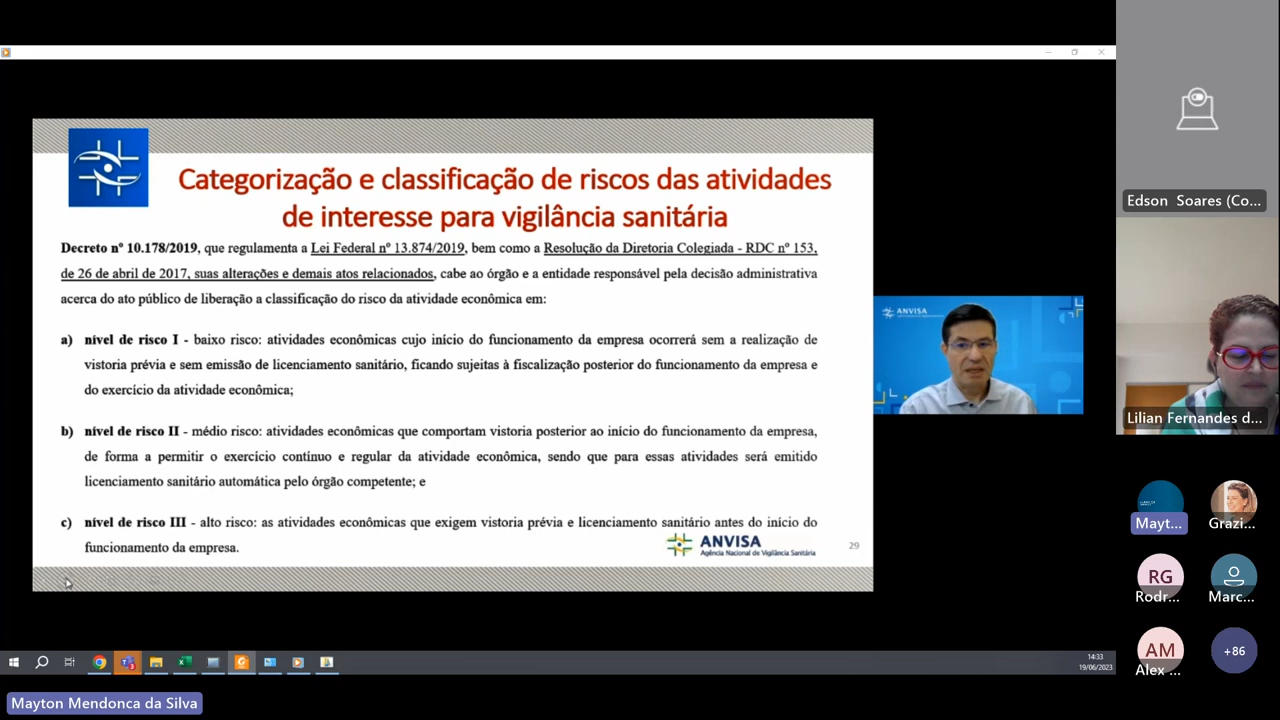 Categorização e classificação de riscos das atividades
de interesse para vigilância sanitária
Decreto nº 10.178/2019, que regulamenta a Lei Federal nº 13.874/2019, bem como a Resolução da Diretoria Colegiada - RDC nº 153,
de 26 de abril de 2017, suas alterações e demais atos relacionados, cabe ao órgão e a entidade responsável pela decisão administrativa
acerca do ato público de liberação a classificação do risco da atividade econômica em:
a) nível de risco I - baixo risco: atividades econômicas cujo início do funcionamento da empresa ocorrerá sem a realização de
vistoria prévia e sem emissão de licenciamento sanitário, ficando sujeitas à fiscalização posterior do funcionamento da empresa e
do exercício da atividade econômica;
b) nível de risco II - médio risco: atividades econômicas que comportam vistoria posterior ao início do funcionamento da empresa,
de forma a permitir o exercício contínuo e regular da atividade econômica, sendo que para essas atividades será emitido
licenciamento sanitário automática pelo órgão competente; e
c) nível de risco III - alto risco: as atividades econômicas que exigem vistoria prévia e licenciamento sanitário antes do início do
funcionamento da empresa.
ANVISA
Agência Nacional de Vigilância Sanitária
29
ANVISA
Edson Soares (Co...
Lilian Fernandes d...
Mayt...
Grazi...
RG
Rodr...
Marc...
AM
Alex ...
+86
14:33
19/06/2023
Mayton Mendonca da Silva